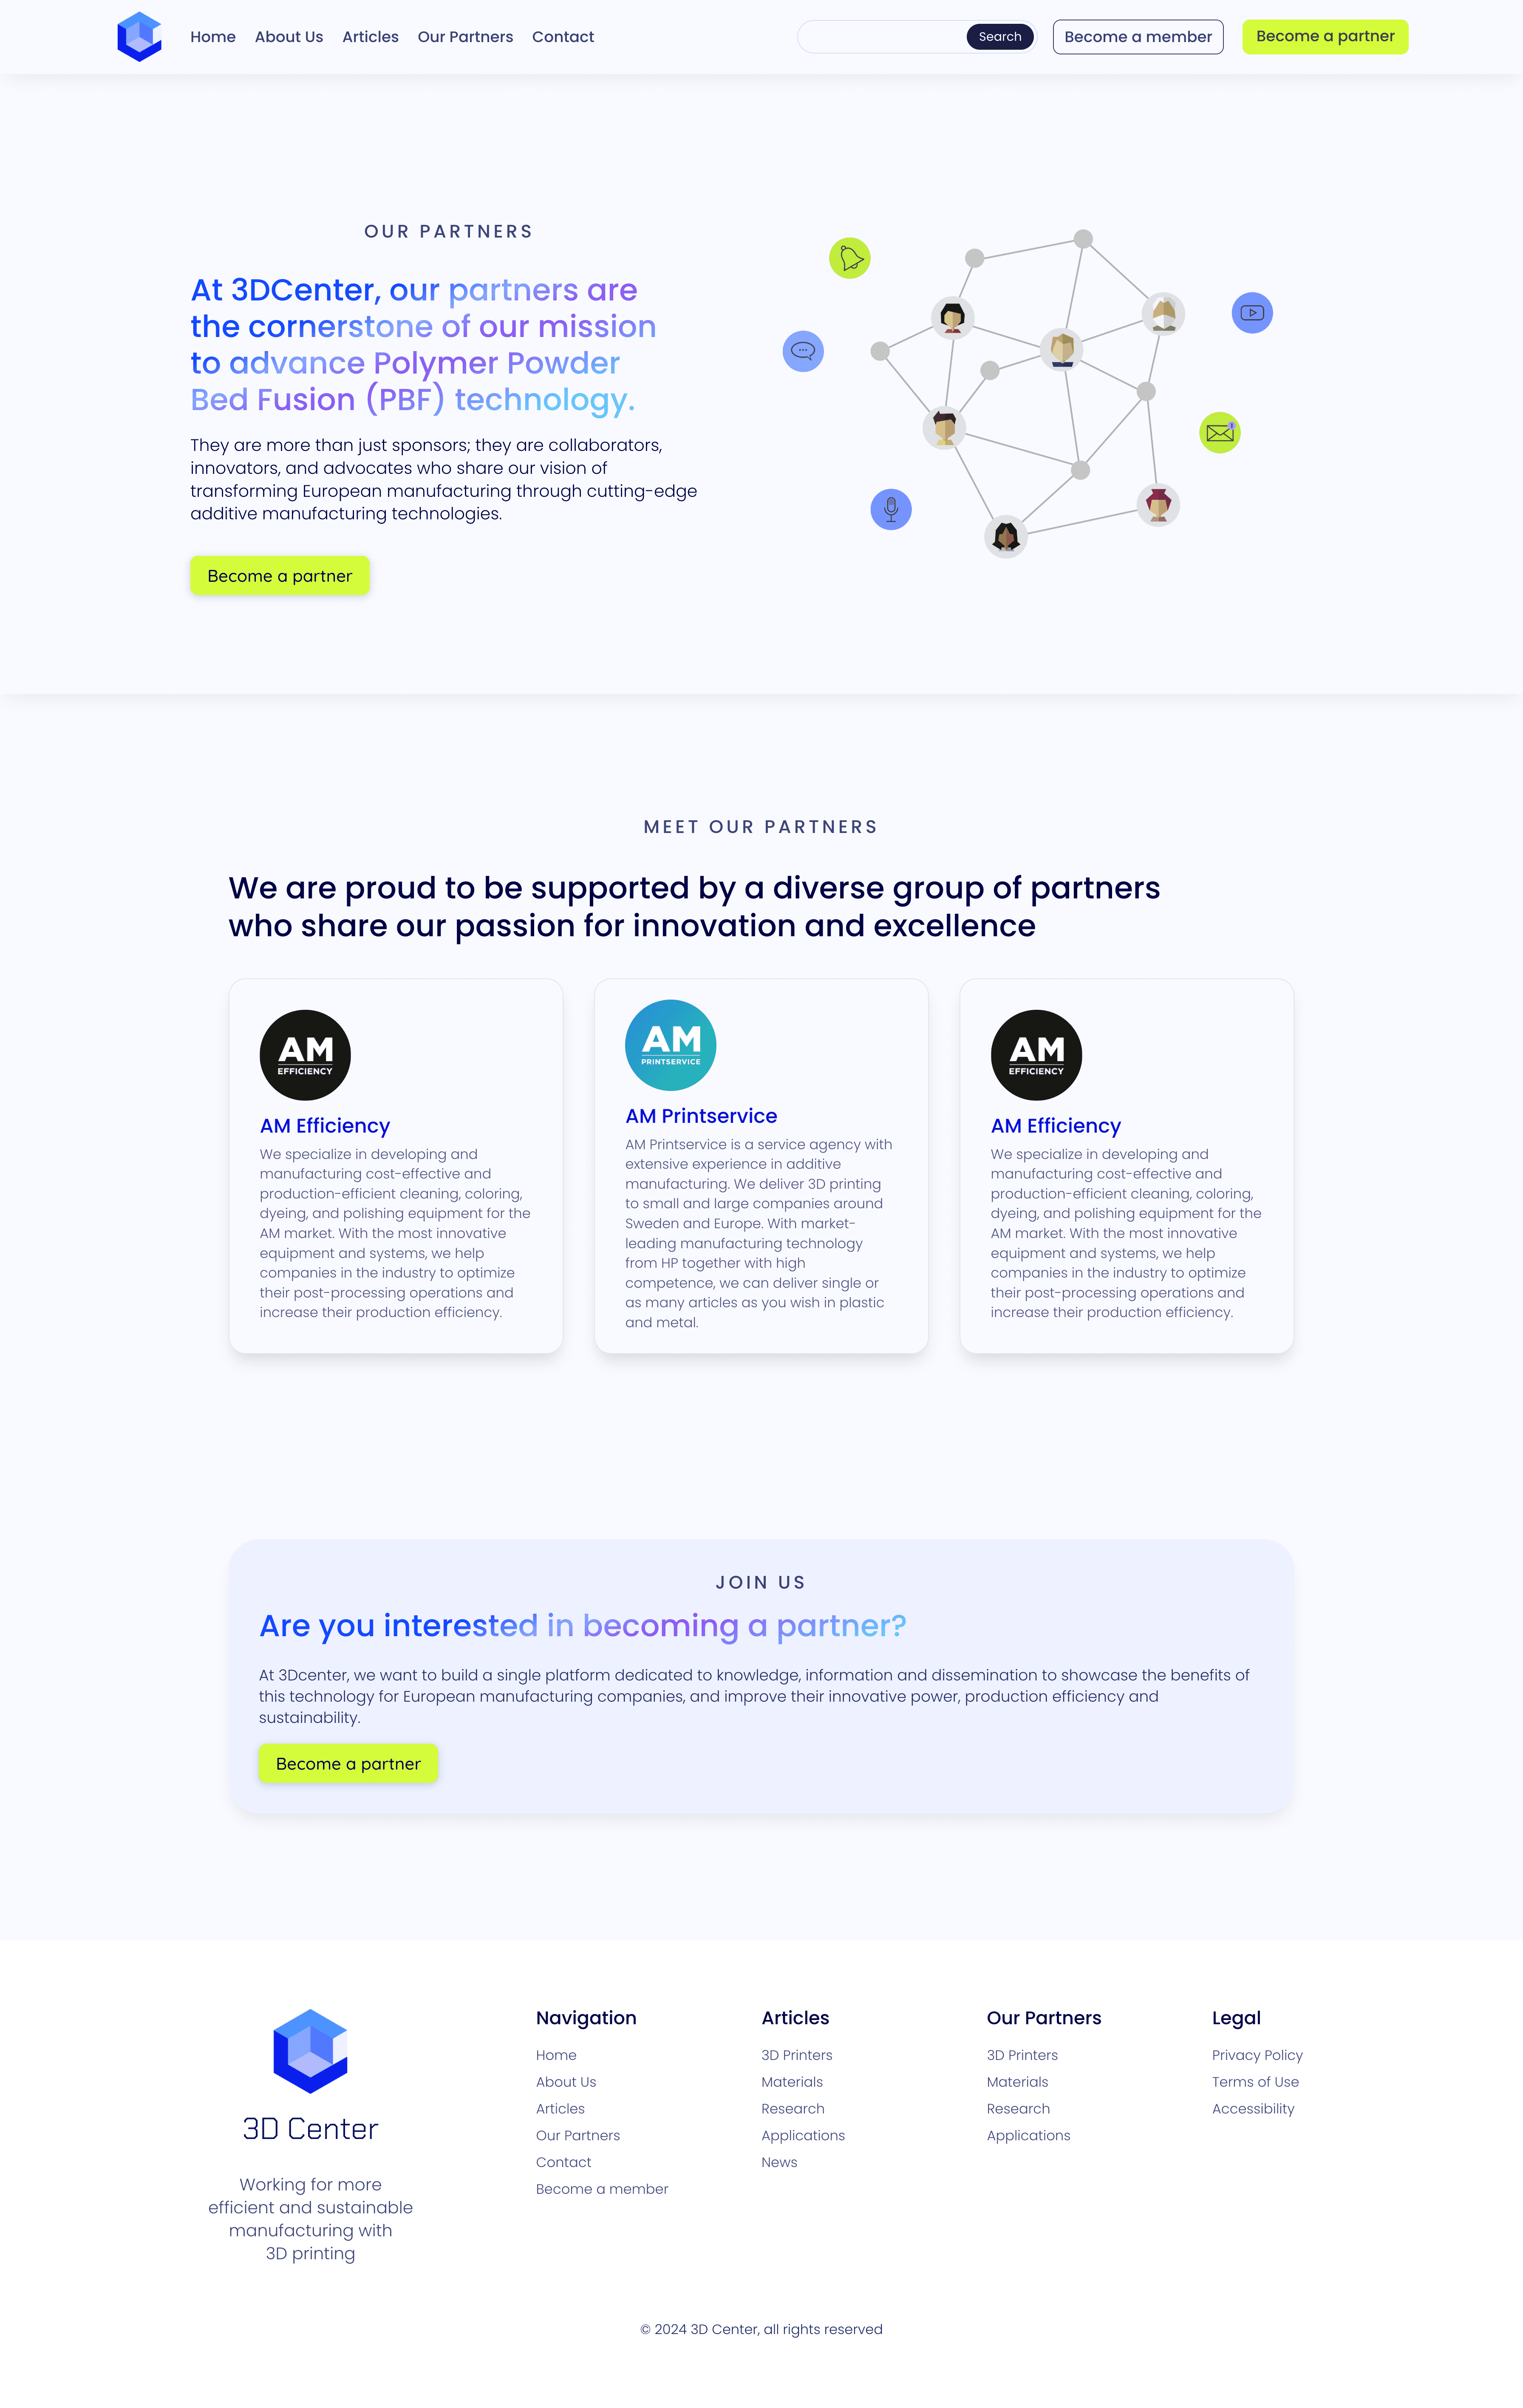 Home About Us Articles Our Partners Contact Search Become a member Become a partner
OUR PARTNERS
At 3DCenter, our partners are
the cornerstone of our mission
to advance Polymer Powder
Bed Fusion (PBF) technology.
They are more than just sponsors; they are collaborators,
innovators, and advocates who share our vision of
transforming European manufacturing through cutting-edge
additive manufacturing technologies.
Become a partner
MEET OUR PARTNERS
We are proud to be supported by a diverse group of partners
who share our passion for innovation and excellence
AM
EFFICIENCY
AM Efficiency
We specialize in developing and
manufacturing cost-effective and
production-efficient cleaning, coloring,
dyeing, and polishing equipment for the
AM market. With the most innovative
equipment and systems, we help
companies in the industry to optimize
their post-processing operations and
increase their production efficiency.
AM
PRINTSERVICE
AM Printservice
AM Printservice is a service agency with
extensive experience in additive
manufacturing. We deliver 3D printing
to small and large companies around
Sweden and Europe. With market-
leading manufacturing technology
from HP together with high
competence, we can deliver single or
as many articles as you wish in plastic
and metal.
AM
EFFICIENCY
AM Efficiency
We specialize in developing and
manufacturing cost-effective and
production-efficient cleaning, coloring,
dyeing, and polishing equipment for the
AM market. With the most innovative
equipment and systems, we help
companies in the industry to optimize
their post-processing operations and
increase their production efficiency.
JOIN US
Are you interested in becoming a partner?
At 3Dcenter, we want to build a single platform dedicated to knowledge, information and dissemination to showcase the benefits of
this technology for European manufacturing companies, and improve their innovative power, production efficiency and
sustainability.
Become a partner
3D Center
Working for more
efficient and sustainable
manufacturing with
3D printing
Navigation
Home
About Us
Articles
Our Partners
Contact
Become a member
Articles
3D Printers
Materials
Research
Applications
News
Our Partners
3D Printers
Materials
Research
Applications
Legal
Privacy Policy
Terms of Use
Accessibility
© 2024 3D Center, all rights reserved